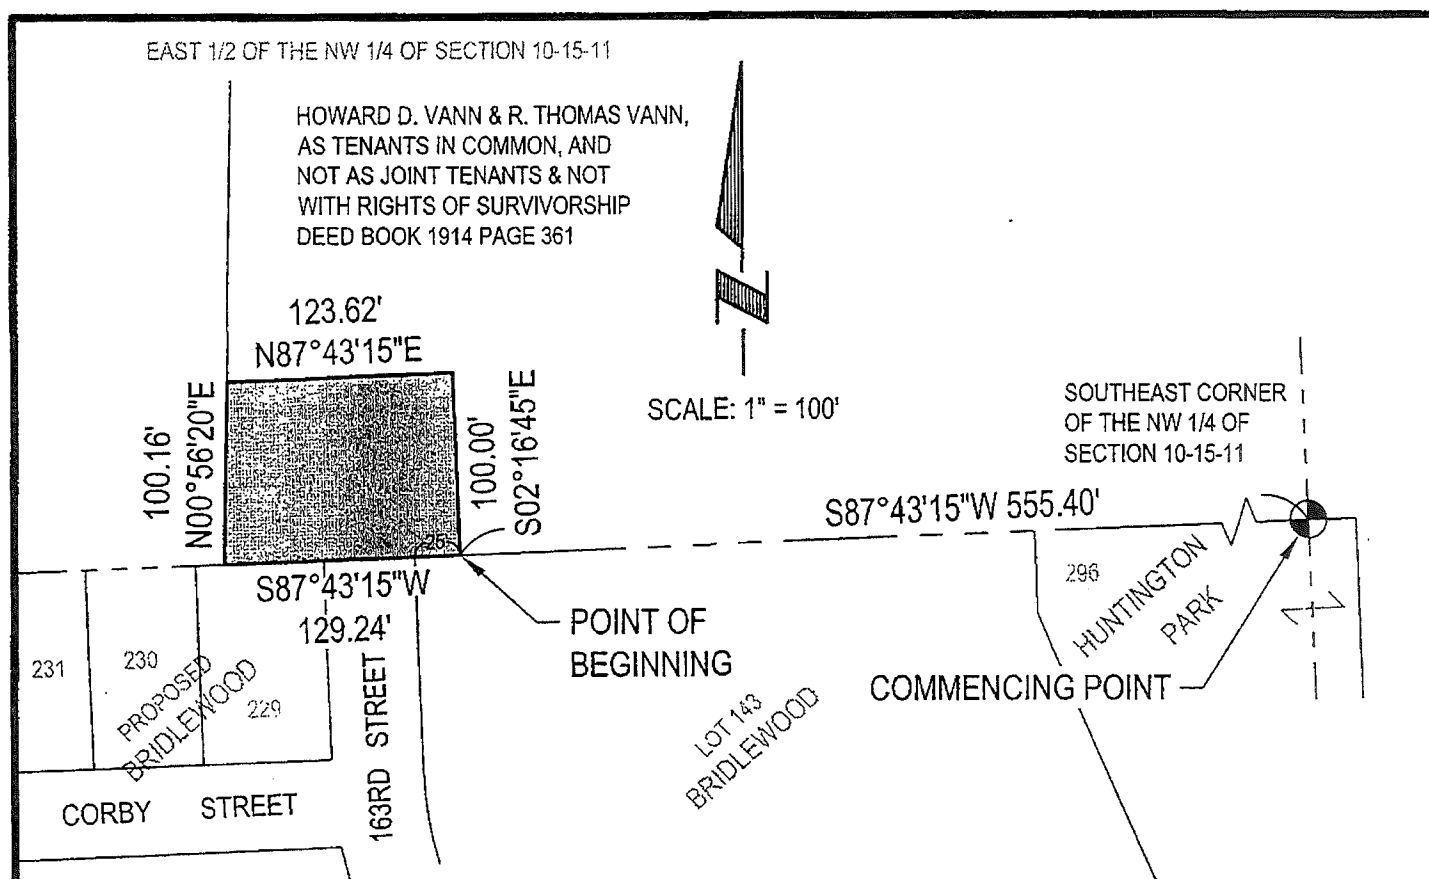 EAST 1/2 OF THE NW 1/4 OF SECTION 10-15-11
HOWARD D. VANN & R. THOMAS VANN,
AS TENANTS IN COMMON, AND
NOT AS JOINT TENANTS & NOT
WITH RIGHTS OF SURVIVORSHIP
DEED BOOK 1914 PAGE 361
123.62'
N87°43'15"E
100.16'
N00°56'20"E
100.00'
S02°16'45"E
25'
S87°43'15"W
129.24'
SCALE: 1" = 100'
SOUTHEAST CORNER
OF THE NW 1/4 OF
SECTION 10-15-11
S87°43'15"W 555.40'
POINT OF
BEGINNING
COMMENCING POINT
296
HUNTINGTON
PARK
231
230
229
PROPOSED
BRIDLEWOOD
LOT 143
BRIDLEWOOD
163RD STREET
CORBY STREET